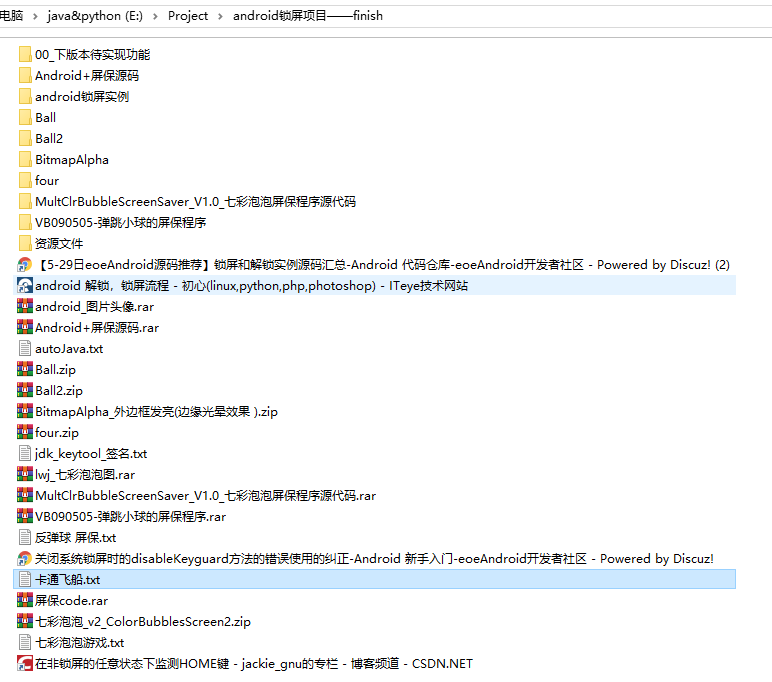 电脑 › java&python (E:) › Project › android锁屏项目——finish
00_下版本待实现功能
Android+屏保源码
android锁屏实例
Ball
Ball2
BitmapAlpha
four
MultClrBubbleScreenSaver_V1.0_七彩泡泡屏保程序源代码
VB090505-弹跳小球的屏保程序
资源文件
【5-29日eoeAndroid源码推荐】锁屏和解锁实例源码汇总-Android 代码仓库-eoeAndroid开发者社区 - Powered by Discuz! (2)
android 解锁，锁屏流程 - 初心(linux,python,php,photoshop) - ITeye技术网站
android_图片头像.rar
Android+屏保源码.rar
autoJava.txt
Ball.zip
Ball2.zip
BitmapAlpha_外边框发亮(边缘光晕效果 ).zip
four.zip
jdk_keytool_签名.txt
lwj_七彩泡泡图.rar
MultClrBubbleScreenSaver_V1.0_七彩泡泡屏保程序源代码.rar
VB090505-弹跳小球的屏保程序.rar
反弹球 屏保.txt
关闭系统锁屏时的disableKeyguard方法的错误使用的纠正-Android 新手入门-eoeAndroid开发者社区 - Powered by Discuz!
卡通飞船.txt
屏保code.rar
七彩泡泡_v2_ColorBubblesScreen2.zip
七彩泡泡游戏.txt
在非锁屏的任意状态下监测HOME键 - jackie_gnu的专栏 - 博客频道 - CSDN.NET